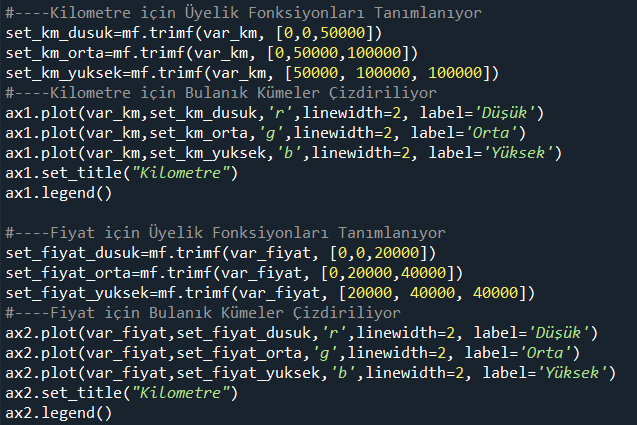 #----Kilometre için Üyelik Fonksiyonları Tanımlanıyor
set_km_dusuk=mf.trimf(var_km, [0,0,50000])
set_km_orta=mf.trimf(var_km, [0,50000,100000])
set_km_yuksek=mf.trimf(var_km, [50000, 100000, 100000])
#----Kilometre için Bulanık Kümeler Çizdiriliyor
ax1.plot(var_km,set_km_dusuk,'r',linewidth=2, label='Düşük')
ax1.plot(var_km,set_km_orta,'g',linewidth=2, label='Orta')
ax1.plot(var_km,set_km_yuksek,'b',linewidth=2, label='Yüksek')
ax1.set_title("Kilometre")
ax1.legend()

#----Fiyat için Üyelik Fonksiyonları Tanımlanıyor
set_fiyat_dusuk=mf.trimf(var_fiyat, [0,0,20000])
set_fiyat_orta=mf.trimf(var_fiyat, [0,20000,40000])
set_fiyat_yuksek=mf.trimf(var_fiyat, [20000, 40000, 40000])
#----Fiyat için Bulanık Kümeler Çizdiriliyor
ax2.plot(var_fiyat,set_fiyat_dusuk,'r',linewidth=2, label='Düşük')
ax2.plot(var_fiyat,set_fiyat_orta,'g',linewidth=2, label='Orta')
ax2.plot(var_fiyat,set_fiyat_yuksek,'b',linewidth=2, label='Yüksek')
ax2.set_title("Kilometre")
ax2.legend()